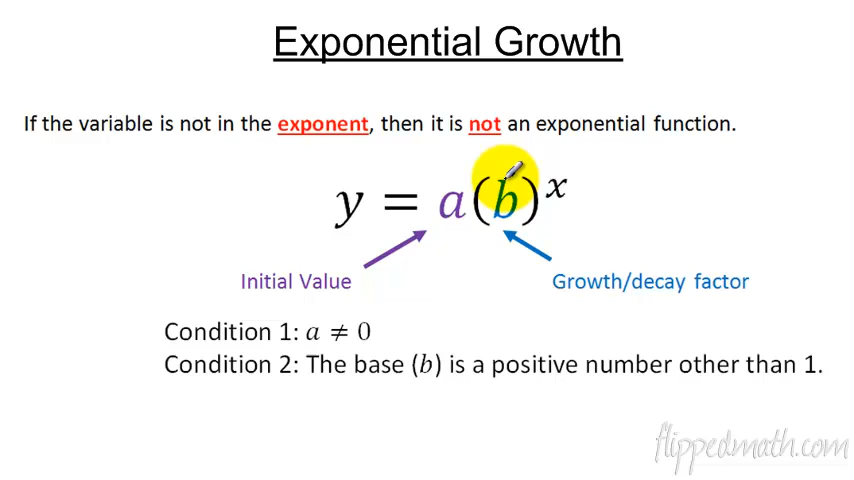 Exponential Growth
If the variable is not in the exponent, then it is not an exponential function.
y = a(b)^x
Initial Value
Growth/decay factor
Condition 1: a ≠ 0
Condition 2: The base (b) is a positive number other than 1.
flippedmath.com